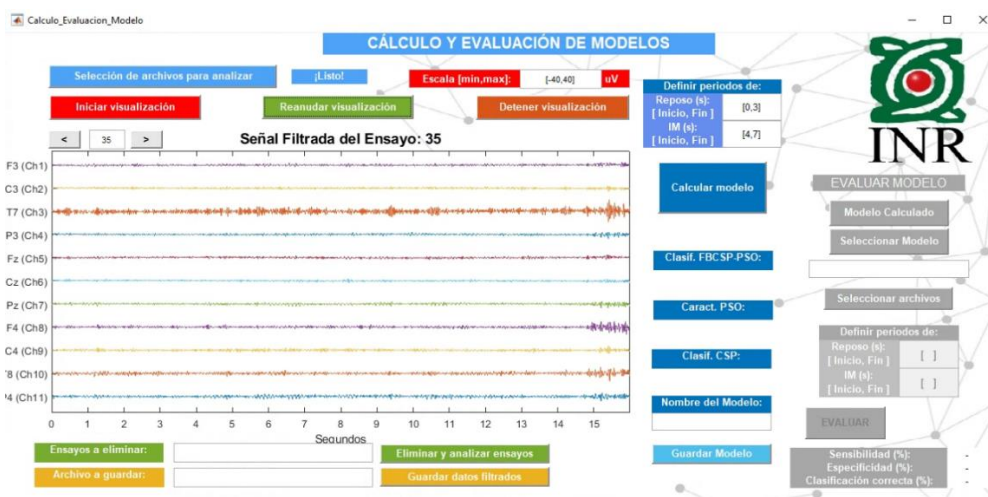 Calculo_Evaluacion_Modelo
CÁLCULO Y EVALUACIÓN DE MODELOS
Selección de archivos para analizar
¡Listo!
Escala [min,max]:
[-40,40]
uV
Iniciar visualización
Reanudar visualización
Detener visualización
<
35
>
Señal Filtrada del Ensayo: 35
F3 (Ch1)
C3 (Ch2)
T7 (Ch3)
P3 (Ch4)
Fz (Ch5)
Cz (Ch6)
Pz (Ch7)
F4 (Ch8)
C4 (Ch9)
8 (Ch10)
4 (Ch11)
0 1 2 3 4 5 6 7 8 9 10 11 12 13 14 15
Segundos
Ensayos a eliminar:
Eliminar y analizar ensayos
Archivo a guardar:
Guardar datos filtrados
Definir periodos de:
Reposo (s):
[ Inicio, Fin ]
[0,3]
IM (s):
[ Inicio, Fin ]
[4,7]
Calcular modelo
Clasif. FBCSP-PSO:
Caract. PSO:
Clasif. CSP:
Nombre del Modelo:
Guardar Modelo
INR
EVALUAR MODELO
Modelo Calculado
Seleccionar Modelo
Seleccionar archivos
Definir periodos de:
Reposo (s):
[ Inicio, Fin ]
[ ]
IM (s):
[ Inicio, Fin ]
[ ]
EVALUAR
Sensibilidad (%): -
Especificidad (%): -
Clasificación correcta (%): -